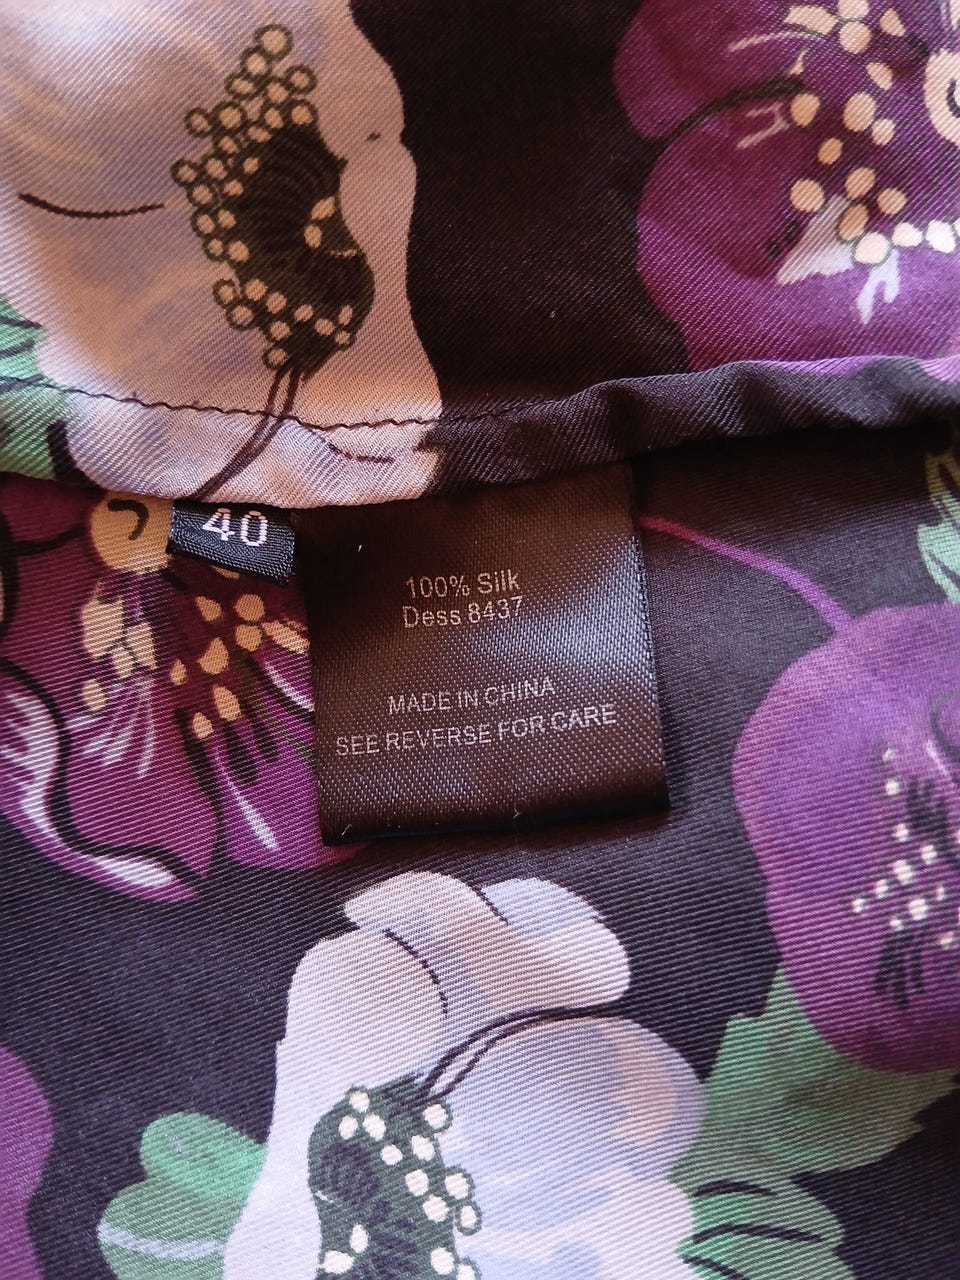 40
100% Silk
Dess 8437
MADE IN CHINA
SEE REVERSE FOR CARE